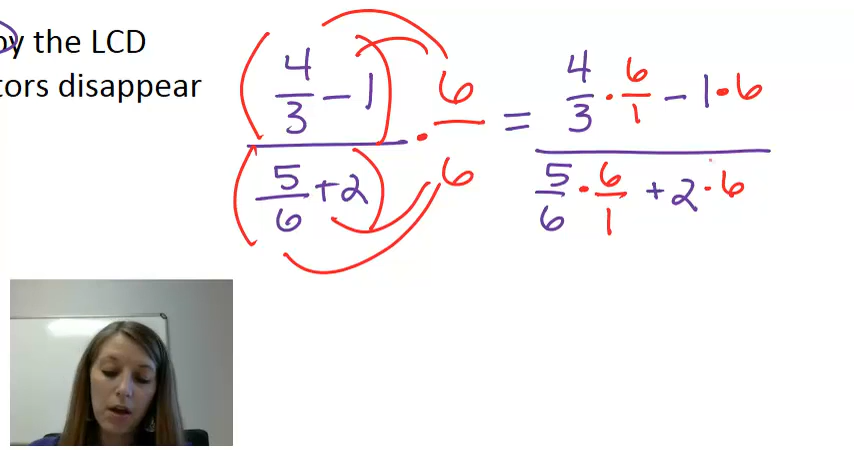 by the LCD
tors disappear
(4/3 - 1) / (5/6 + 2) · 6/6 = (4/3 · 6/1 - 1 · 6) / (5/6 · 6/1 + 2 · 6)